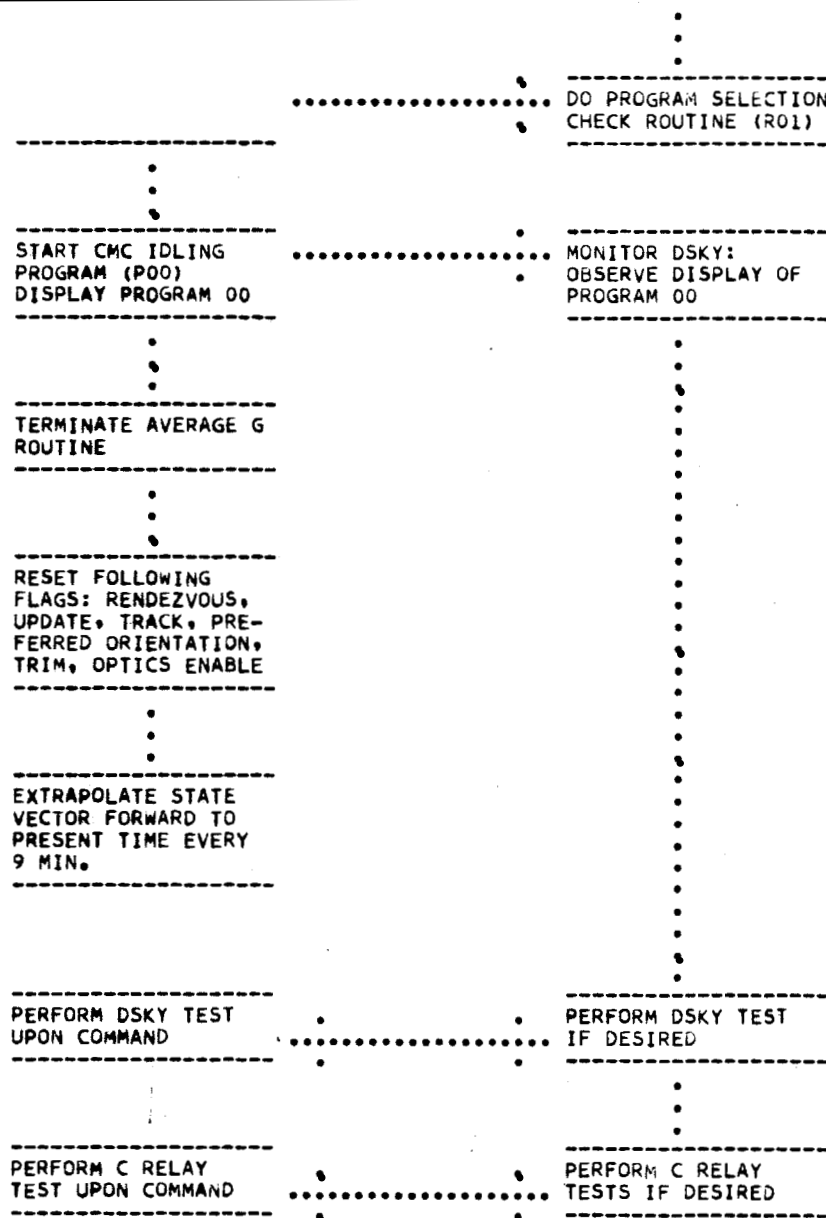 DO PROGRAM SELECTION
CHECK ROUTINE (R01)
START CMC IDLING
PROGRAM (P00)
DISPLAY PROGRAM 00
MONITOR DSKY:
OBSERVE DISPLAY OF
PROGRAM 00
TERMINATE AVERAGE G
ROUTINE
RESET FOLLOWING
FLAGS: RENDEZVOUS,
UPDATE, TRACK, PRE-
FERRED ORIENTATION,
TRIM, OPTICS ENABLE
EXTRAPOLATE STATE
VECTOR FORWARD TO
PRESENT TIME EVERY
9 MIN.
PERFORM DSKY TEST
UPON COMMAND
PERFORM DSKY TEST
IF DESIRED
PERFORM C RELAY
TEST UPON COMMAND
PERFORM C RELAY
TESTS IF DESIRED